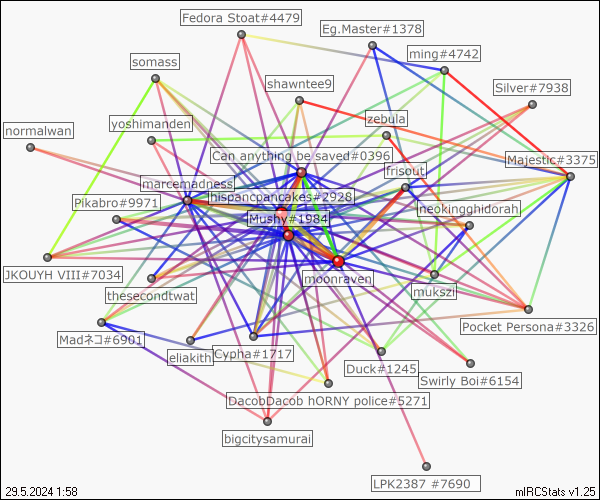 Fedora Stoat#4479
Eg.Master#1378
ming#4742
somass
shawntee9
Silver#7938
zebula
yoshimanden
normalwan
Can anything be saved#0396
Majestic#3375
frisout
marcemadness
hispancpancakes#2928
Pikabro#9971
neokingghidorah
Mushy#1984
JKOUYH VIII#7034
moonraven
mukszi
thesecondtwat
Pocket Persona#3326
Madネコ#6901
eliakith
Cypha#1717
Duck#1245
Swirly Boi#6154
DacobDacob hORNY police#5271
bigcitysamurai
LPK2387 #7690
29.5.2024 1:58
mIRCStats v1.25